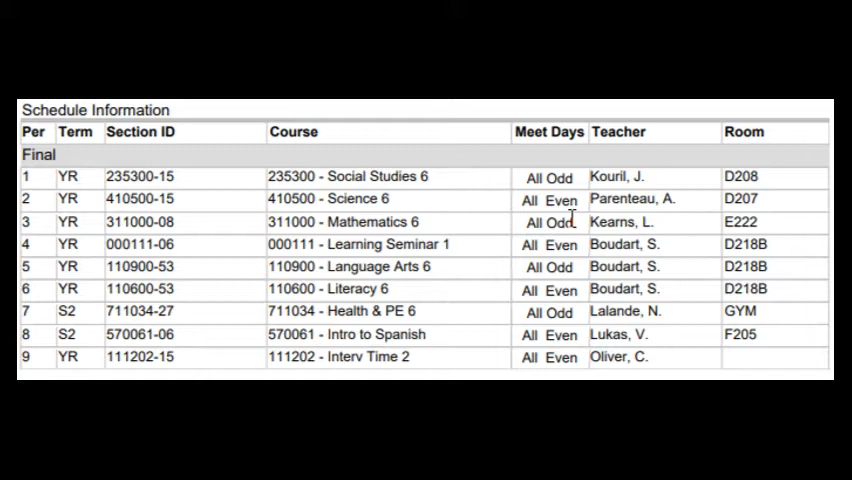 Schedule Information
Per Term Section ID Course Meet Days Teacher Room
Final
1 YR 235300-15 235300 - Social Studies 6 All Odd Kouril, J. D208
2 YR 410500-15 410500 - Science 6 All Even Parenteau, A. D207
3 YR 311000-08 311000 - Mathematics 6 All Odd Kearns, L. E222
4 YR 000111-06 000111 - Learning Seminar 1 All Even Boudart, S. D218B
5 YR 110900-53 110900 - Language Arts 6 All Odd Boudart, S. D218B
6 YR 110600-53 110600 - Literacy 6 All Even Boudart, S. D218B
7 S2 711034-27 711034 - Health & PE 6 All Odd Lalande, N. GYM
8 S2 570061-06 570061 - Intro to Spanish All Even Lukas, V. F205
9 YR 111202-15 111202 - Interv Time 2 All Even Oliver, C.